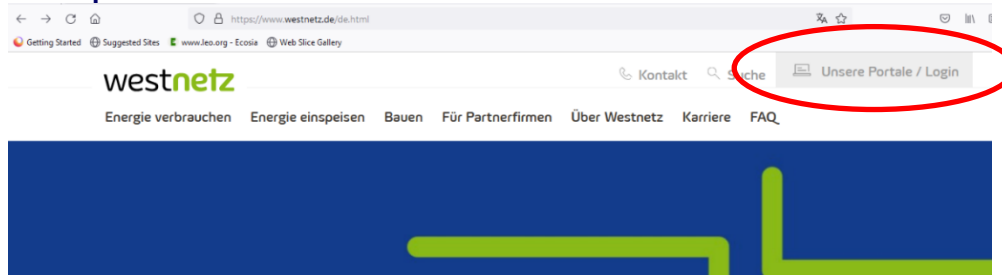 https://www.westnetz.de/de.html
Getting Started Suggested Sites www.leo.org - Ecosia Web Slice Gallery
westnetz Kontakt Suche Unsere Portale / Login
Energie verbrauchen Energie einspeisen Bauen Für Partnerfirmen Über Westnetz Karriere FAQ